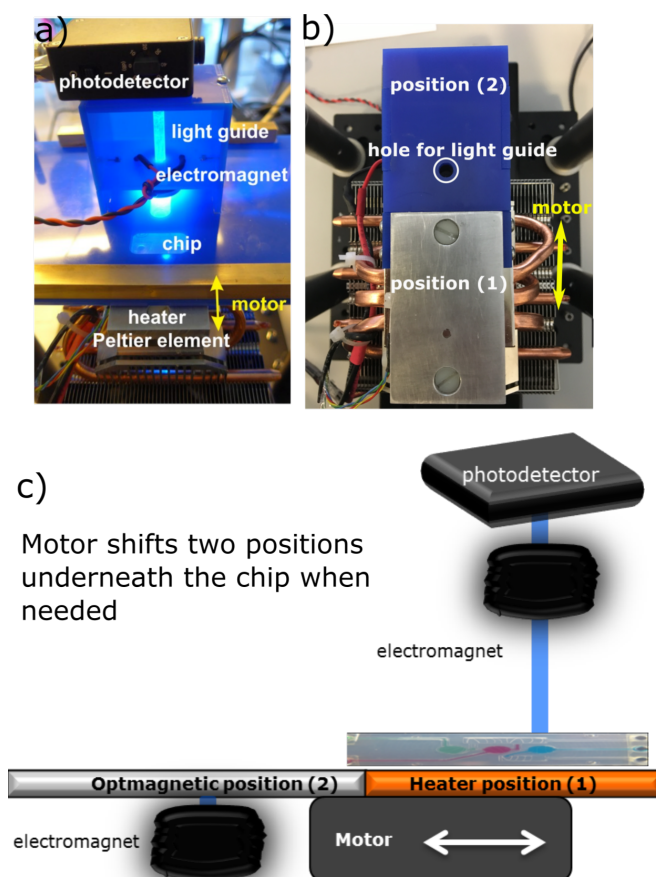 a)
photodetector
light guide
electromagnet
chip
motor
heater
Peltier element
b)
position (2)
hole for light guide
motor
position (1)
c)
photodetector
Motor shifts two positions
underneath the chip when
needed
electromagnet
Optmagnetic position (2)
Heater position (1)
electromagnet
Motor